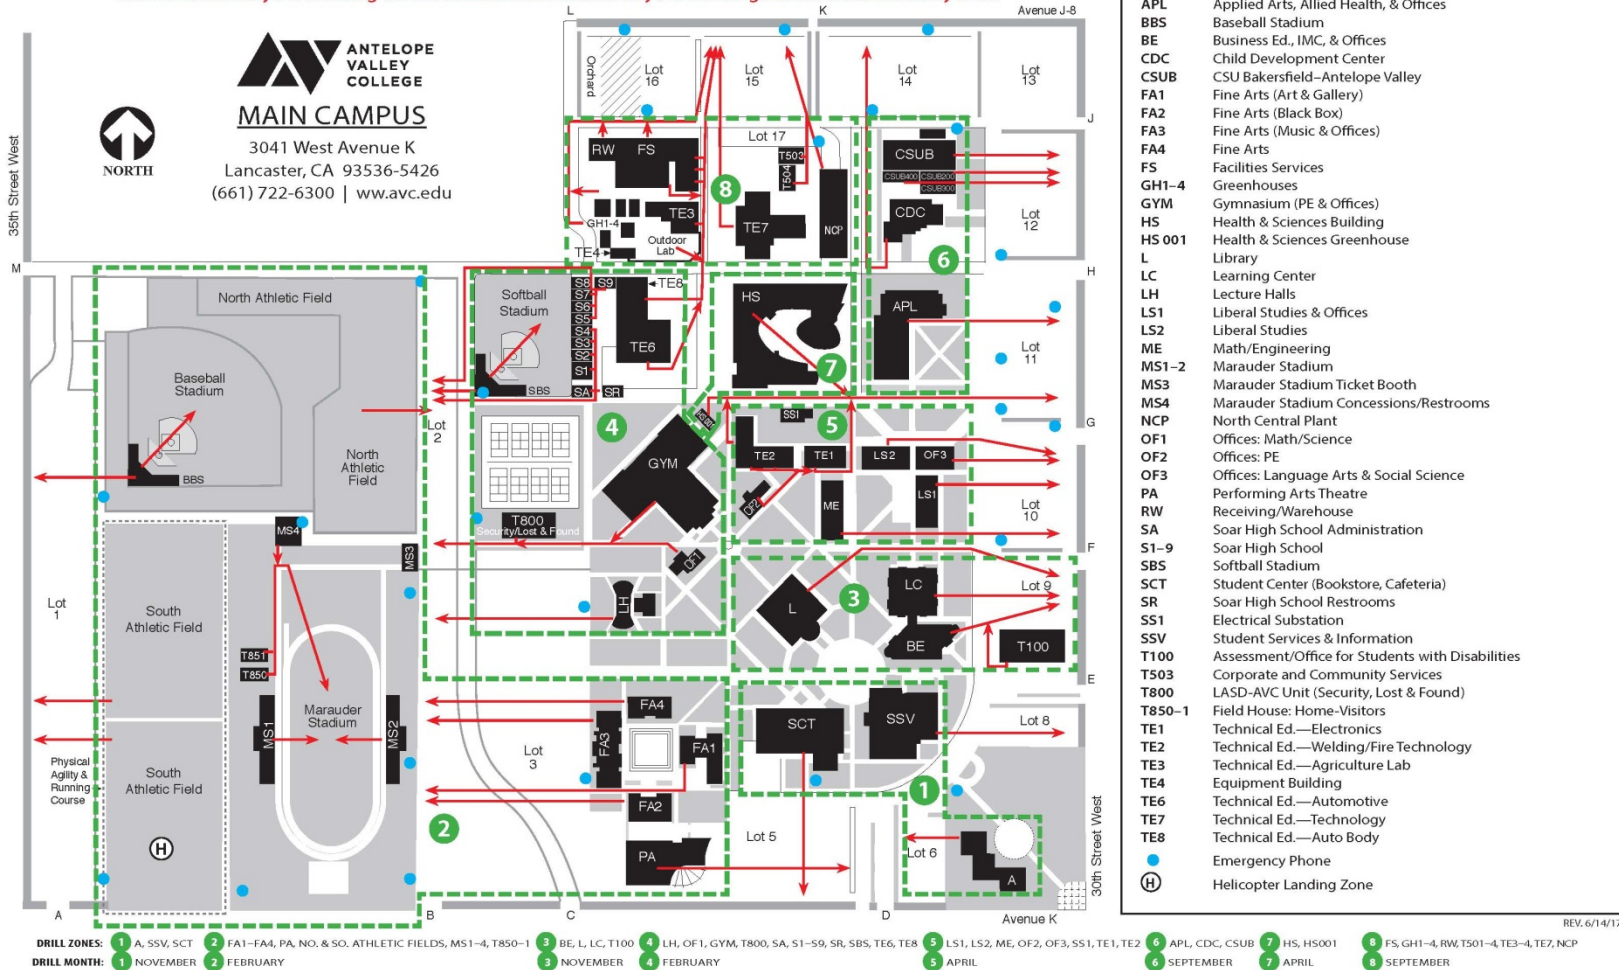 ANTELOPE
VALLEY
COLLEGE
MAIN CAMPUS
3041 West Avenue K
Lancaster, CA 93536-5426
(661) 722-6300 | ww.avc.edu
NORTH
35th Street West
L
K
Avenue J-8
Orchard
Lot
16
Lot
15
Lot
14
Lot
13
J
Lot 17
RW
FS
T503
T504
CSUB
CSUB400
CSUB200
CSUB300
8
TE3
GH1-4
TE7
NCP
CDC
Lot
12
Outdoor
Lab
TE4
6
M
H
North Athletic Field
Softball
Stadium
S8
S9
TE8
S7
S6
S5
S4
S3
S2
S1
TE6
HS
APL
Lot
11
7
Baseball
Stadium
SBS
SA
SR
Lot
2
G
4
5
SSI
North
Athletic
Field
GYM
TE2
TE1
LS2
OF3
BBS
LS1
OF2
ME
Lot
10
T800
Security/Lost & Found
MS4
MS3
F
OF1
Lot
1
South
Athletic Field
LH
L
3
LC
Lot 9
BE
T100
T851
T850
E
Marauder
Stadium
FA4
SCT
SSV
Lot 8
MS1
MS2
FA3
FA1
Lot
3
Physical
Agility &
Running
Course
South
Athletic Field
1
FA2
2
Lot 5
H
PA
Lot 6
A
30th Street West
A
B
C
D
Avenue K
APL Applied Arts, Allied Health, & Offices
BBS Baseball Stadium
BE Business Ed., IMC, & Offices
CDC Child Development Center
CSUB CSU Bakersfield–Antelope Valley
FA1 Fine Arts (Art & Gallery)
FA2 Fine Arts (Black Box)
FA3 Fine Arts (Music & Offices)
FA4 Fine Arts
FS Facilities Services
GH1–4 Greenhouses
GYM Gymnasium (PE & Offices)
HS Health & Sciences Building
HS 001 Health & Sciences Greenhouse
L Library
LC Learning Center
LH Lecture Halls
LS1 Liberal Studies & Offices
LS2 Liberal Studies
ME Math/Engineering
MS1–2 Marauder Stadium
MS3 Marauder Stadium Ticket Booth
MS4 Marauder Stadium Concessions/Restrooms
NCP North Central Plant
OF1 Offices: Math/Science
OF2 Offices: PE
OF3 Offices: Language Arts & Social Science
PA Performing Arts Theatre
RW Receiving/Warehouse
SA Soar High School Administration
S1–9 Soar High School
SBS Softball Stadium
SCT Student Center (Bookstore, Cafeteria)
SR Soar High School Restrooms
SS1 Electrical Substation
SSV Student Services & Information
T100 Assessment/Office for Students with Disabilities
T503 Corporate and Community Services
T800 LASD-AVC Unit (Security, Lost & Found)
T850–1 Field House: Home-Visitors
TE1 Technical Ed.—Electronics
TE2 Technical Ed.—Welding/Fire Technology
TE3 Technical Ed.—Agriculture Lab
TE4 Equipment Building
TE6 Technical Ed.—Automotive
TE7 Technical Ed.—Technology
TE8 Technical Ed.—Auto Body
Emergency Phone
H Helicopter Landing Zone
REV. 6/14/17
DRILL ZONES: 1 A, SSV, SCT 2 FA1–FA4, PA, NO. & SO. ATHLETIC FIELDS, MS1–4, T850–1 3 BE, L, LC, T100 4 LH, OF1, GYM, T800, SA, S1–S9, SR, SBS, TE6, TE8 5 LS1, LS2, ME, OF2, OF3, SS1, TE1, TE2 6 APL, CDC, CSUB 7 HS, HS001 8 FS, GH1–4, RW, T501–4, TE3–4, TE7, NCP
DRILL MONTH: 1 NOVEMBER 2 FEBRUARY 3 NOVEMBER 4 FEBRUARY 5 APRIL 6 SEPTEMBER 7 APRIL 8 SEPTEMBER